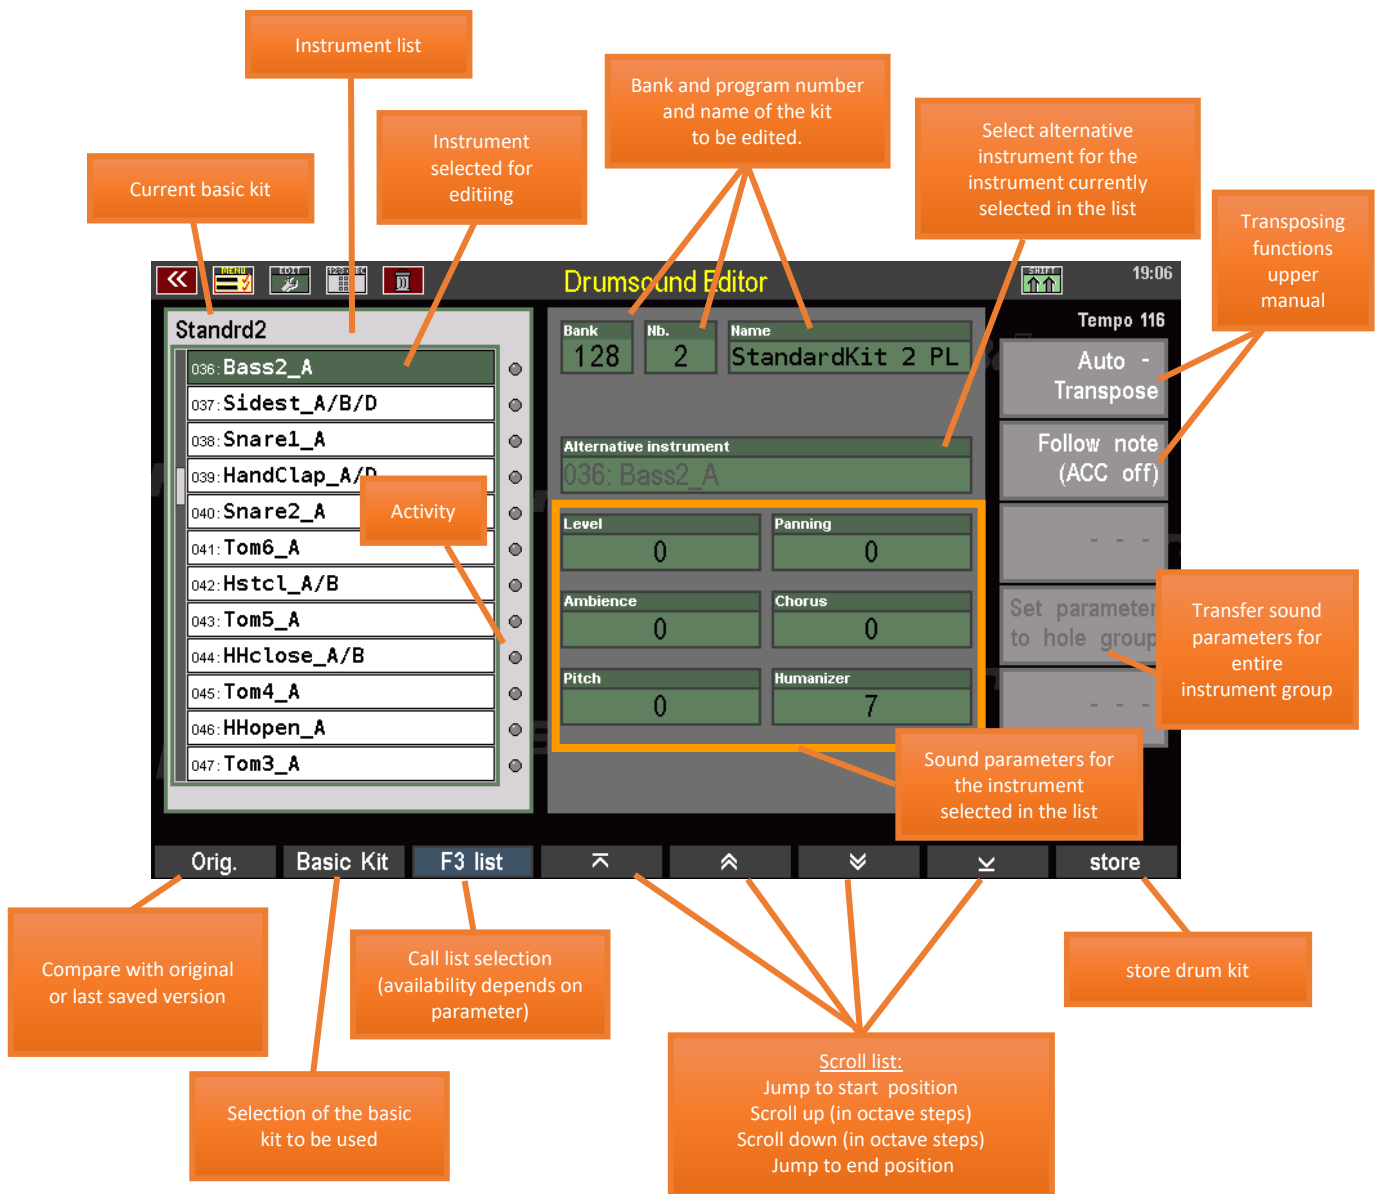 Instrument list
Bank and program number
and name of the kit
to be edited.
Instrument
selected for
editiing
Select alternative
instrument for the
instrument currently
selected in the list
Current basic kit
Transposing
functions
upper
manual
MENU
EDIT
SHIFT
Drumsound Editor
19:06
Standrd2
036: Bass2_A
037: Sidest_A/B/D
038: Snare1_A
039: HandClap_A/D
040: Snare2_A
041: Tom6_A
042: Hstcl_A/B
043: Tom5_A
044: HHclose_A/B
045: Tom4_A
046: HHopen_A
047: Tom3_A
Activity
Bank
128
Nb.
2
Name
StandardKit 2 PL
Alternative instrument
036: Bass2_A
Level
0
Panning
0
Ambience
0
Chorus
0
Pitch
0
Humanizer
7
Tempo 116
Auto -
Transpose
Follow note
(ACC off)
- - -
Set parameter
to hole group
- - -
Transfer sound
parameters for
entire
instrument group
Sound parameters for
the instrument
selected in the list
Orig.
Basic Kit
F3 list
store
Compare with original
or last saved version
Call list selection
(availability depends on
parameter)
store drum kit
Selection of the basic
kit to be used
Scroll list:
Jump to start position
Scroll up (in octave steps)
Scroll down (in octave steps)
Jump to end position